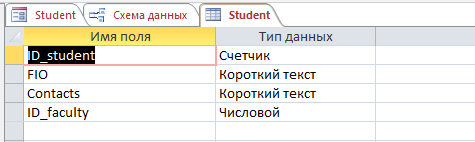 Student Схема данных Student
Имя поля Тип данных
ID_student Счетчик
FIO Короткий текст
Contacts Короткий текст
ID_faculty Числовой